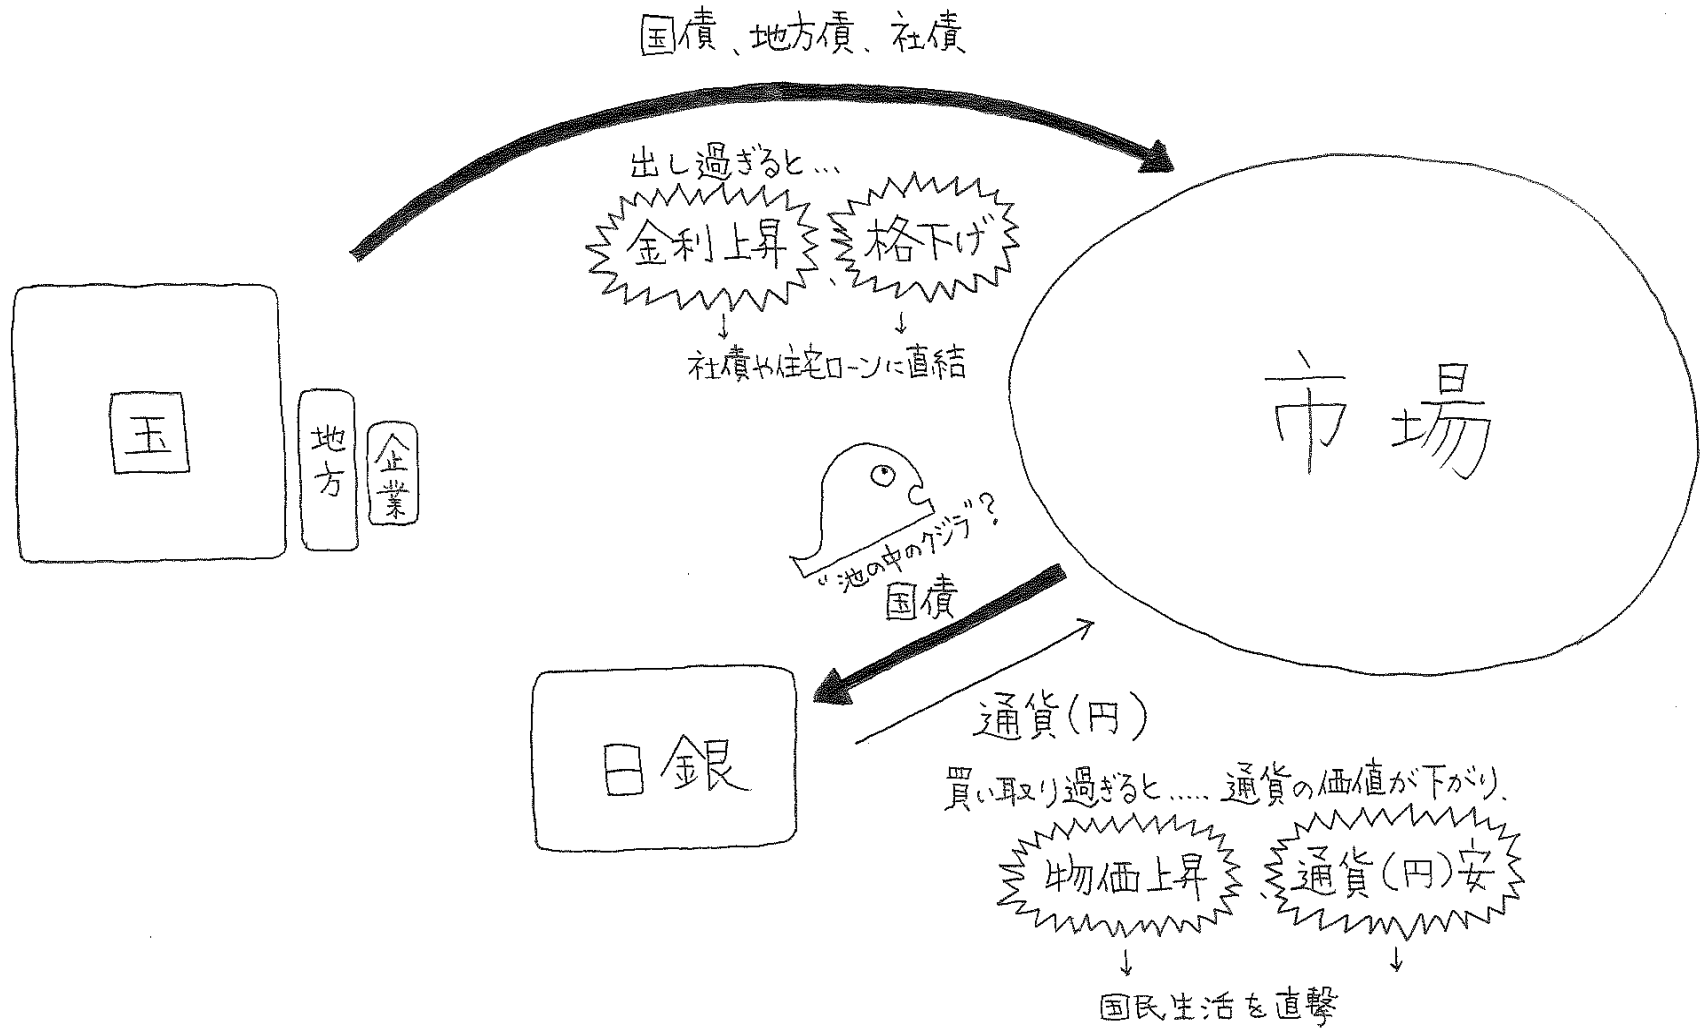 国債、地方債、社債
出し過ぎると…
金利上昇、格下げ
↓ ↓
社債や住宅ローンに直結
国
地方
企業
市場
"池の中のクジラ"?
国債
日銀
通貨(円)
買い取り過ぎると.....通貨の価値が下がり、
物価上昇、通貨(円)安
↓ ↓
国民生活を直撃